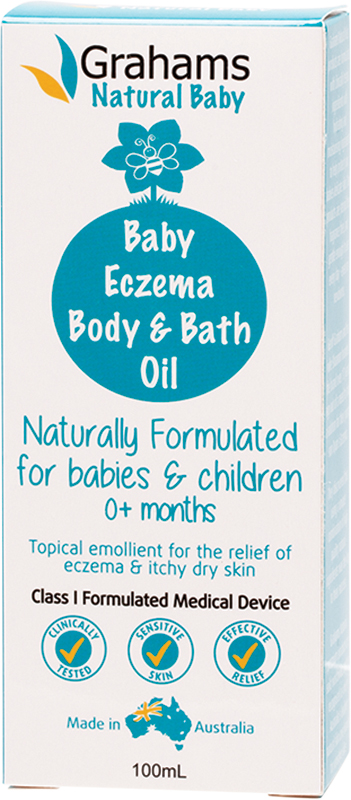 Grahams
Natural Baby
Baby
Eczema
Body & Bath
Oil
Naturally Formulated
for babies & children
0+ months
Topical emollient for the relief of
eczema & itchy dry skin
Class I Formulated Medical Device
CLINICALLY TESTED
SENSITIVE SKIN
EFFECTIVE RELIEF
Made in Australia
100mL